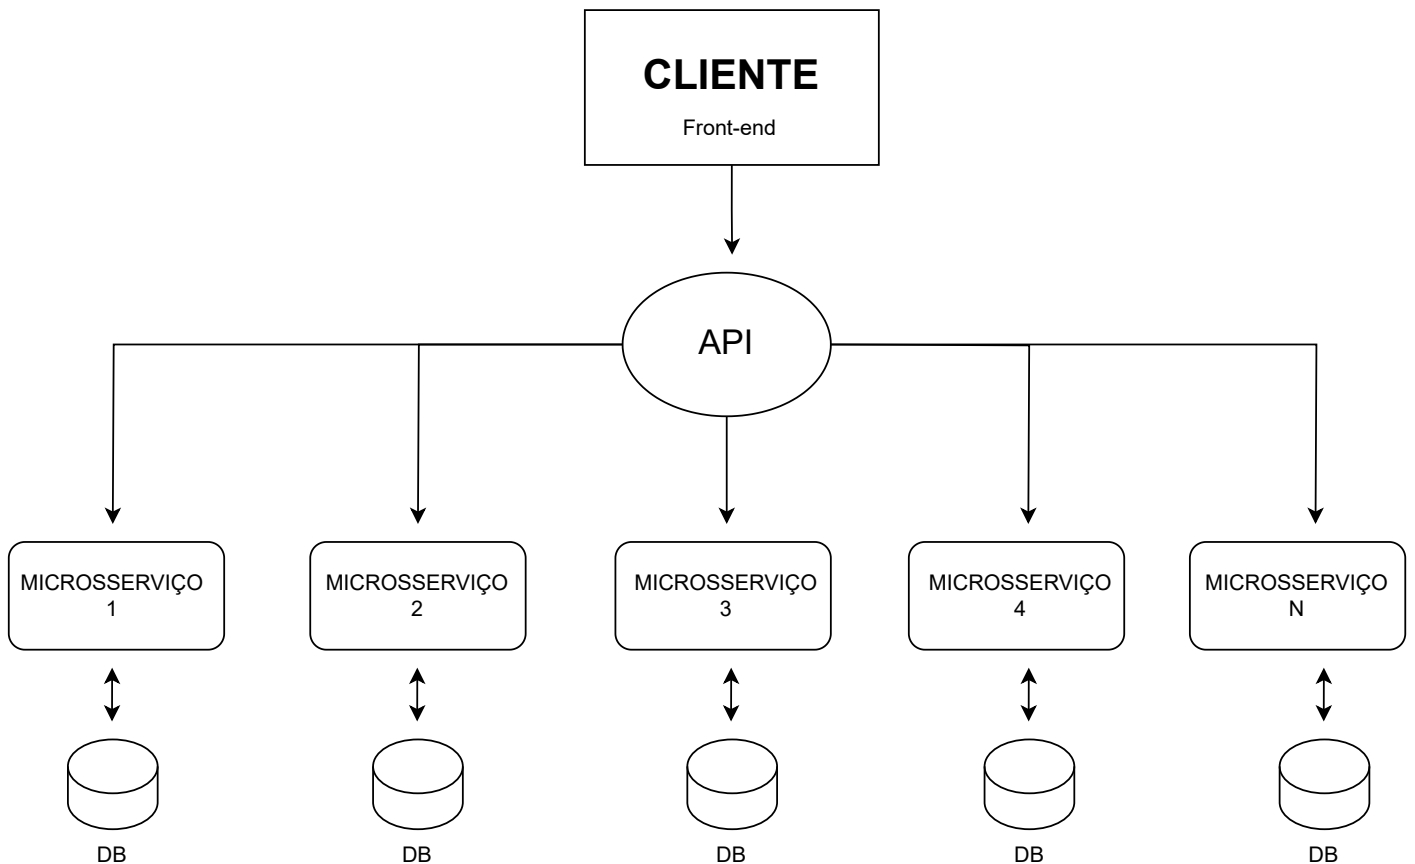 CLIENTE
Front-end
API
MICROSSERVIÇO
1
MICROSSERVIÇO
2
MICROSSERVIÇO
3
MICROSSERVIÇO
4
MICROSSERVIÇO
N
DB
DB
DB
DB
DB